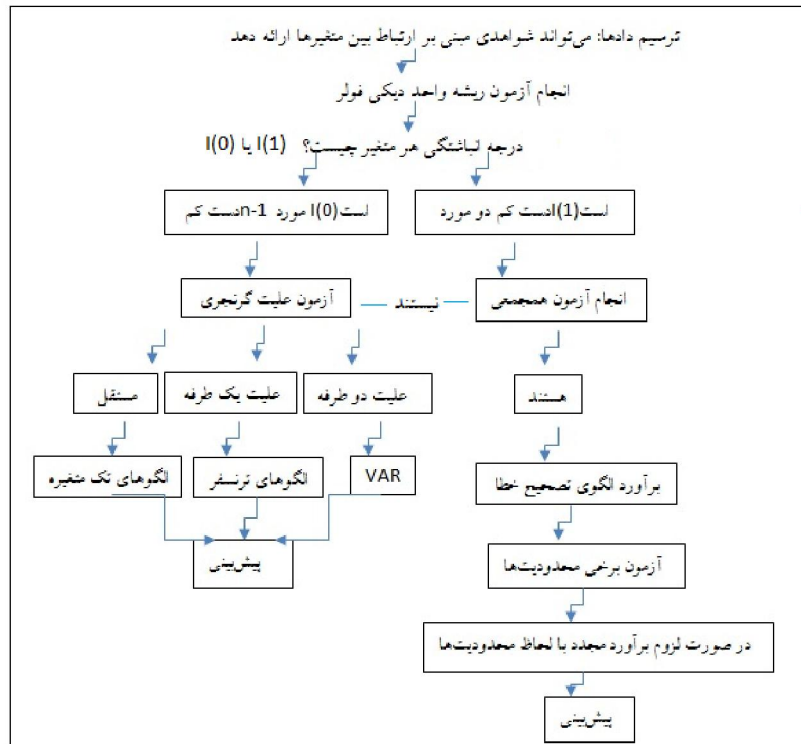 ترسیم دادها: می‌تواند شواهدی مبنی بر ارتباط بین متغیرها ارائه دهد
انجام آزمون ریشه واحد دیکی فولر
درجه انباشتگی هر متغیر چیست؟ I(1) یا I(0)
دست کم دو مورد I(1) است
دست کم n-1 مورد I(0) است
انجام آزمون همجمعی
نیستند
آزمون علیت گرنجری
هستند
علیت دو طرفه
علیت یک طرفه
مستقل
برآورد الگوی تصحیح خطا
VAR
الگوهای ترنسفر
الگوهای تک متغیره
آزمون برخی محدودیت‌ها
پیش‌بینی
در صورت لزوم برآورد مجدد با لحاظ محدودیت‌ها
پیش‌بینی